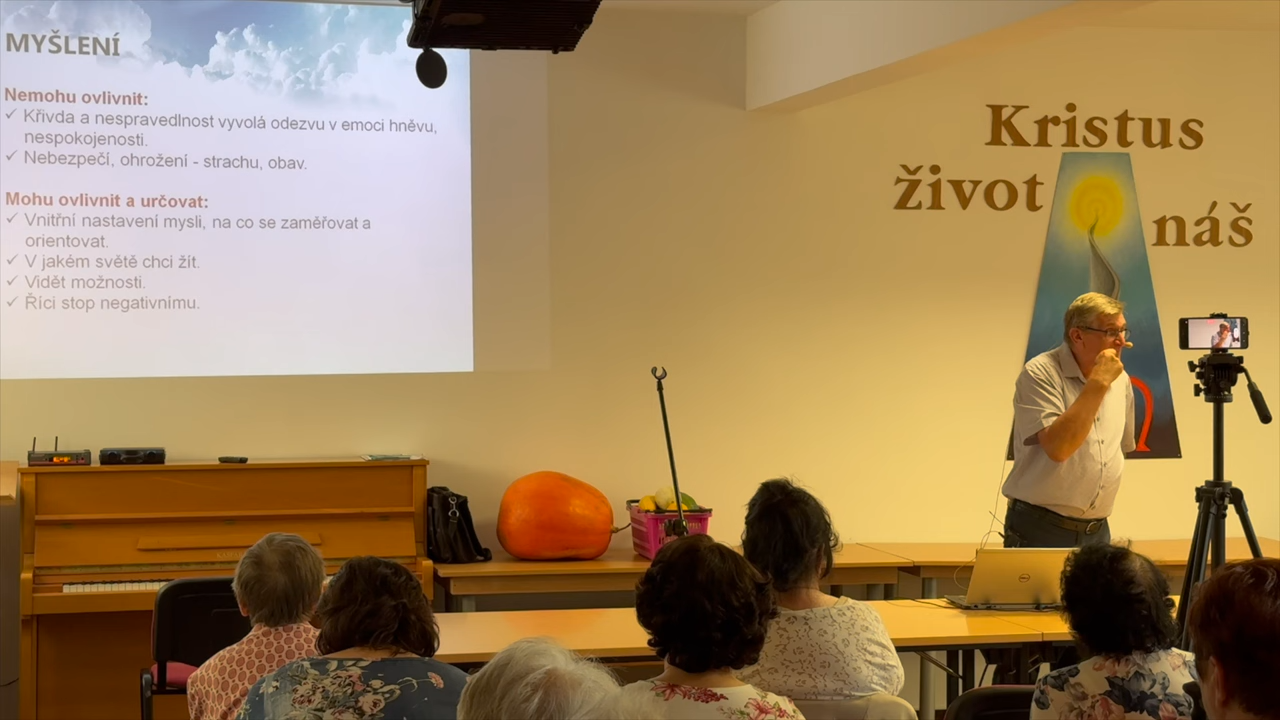 MYŠLENÍ
Nemohu ovlivnit:
✓ Křivda a nespravedlnost vyvolá odezvu v emoci hněvu,
nespokojenosti.
✓ Nebezpečí, ohrožení - strachu, obav.
Mohu ovlivnit a určovat:
✓ Vnitřní nastavení mysli, na co se zaměřovat a
orientovat.
✓ V jakém světě chci žít.
✓ Vidět možnosti.
✓ Říci stop negativnímu.
Kristus
život
náš
Ω
DELL